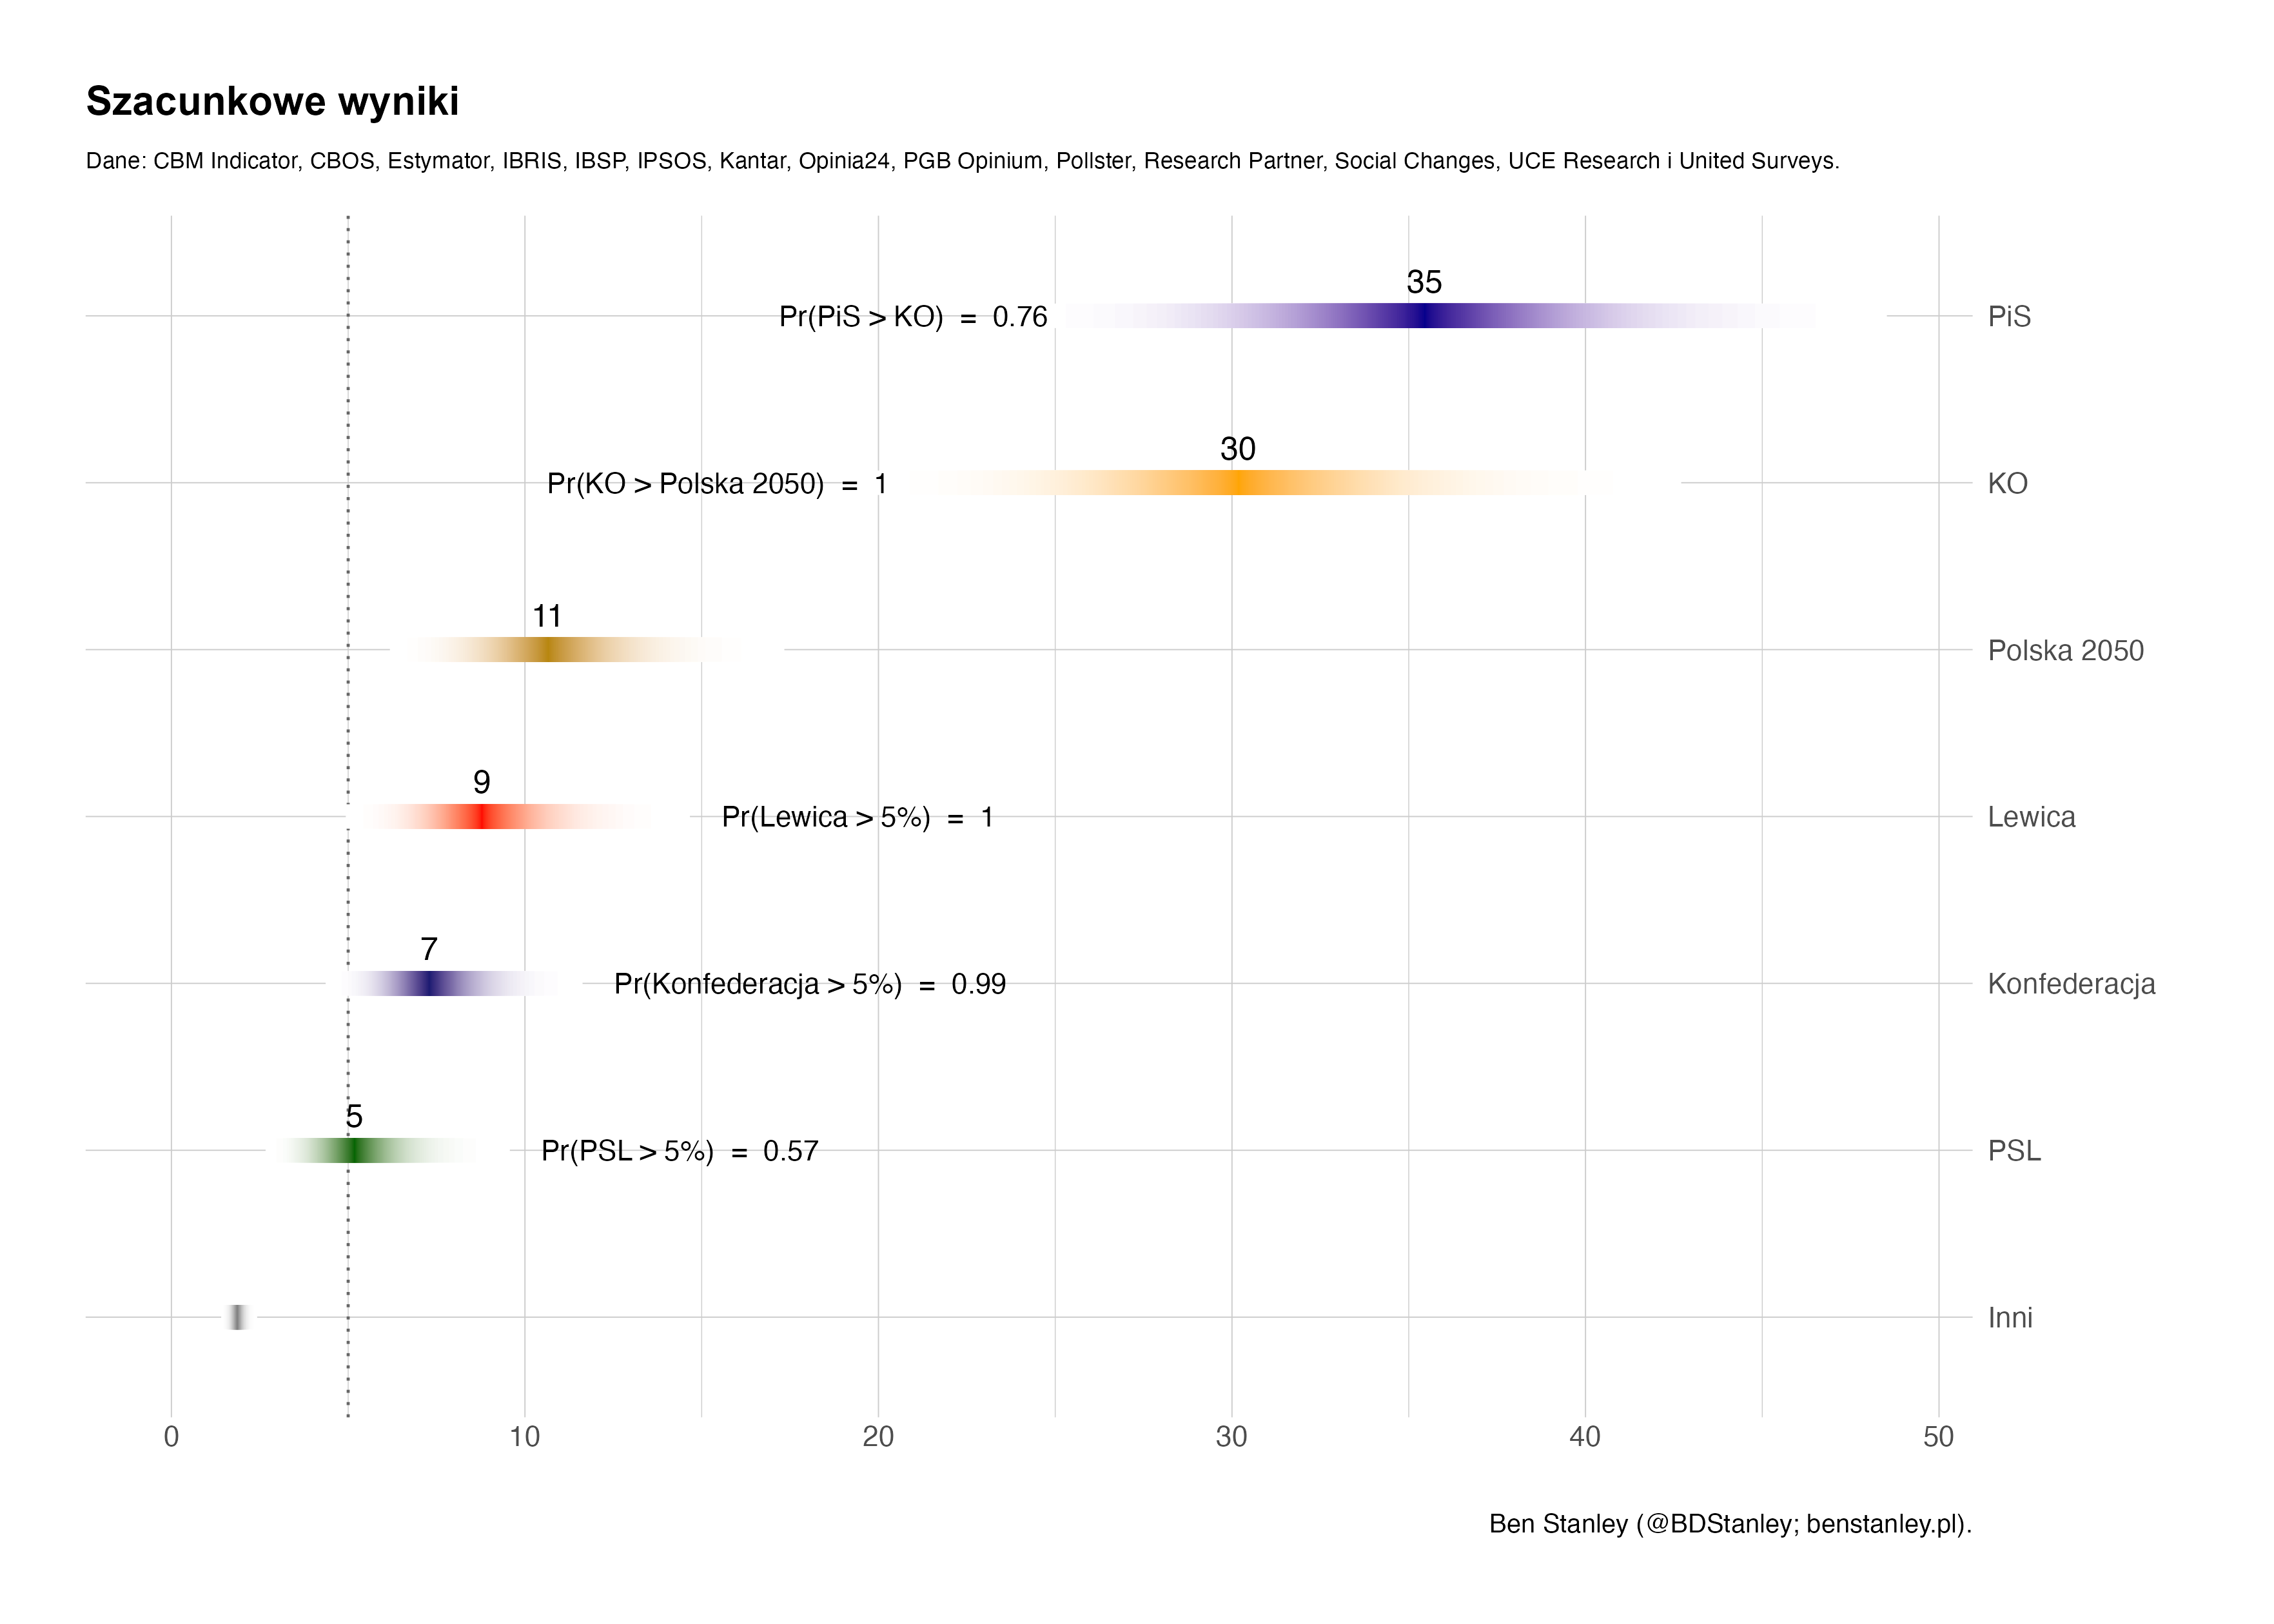 Szacunkowe wyniki
Dane: CBM Indicator, CBOS, Estymator, IBRIS, IBSP, IPSOS, Kantar, Opinia24, PGB Opinium, Pollster, Research Partner, Social Changes, UCE Research i United Surveys.
35
Pr(PiS > KO) = 0.76
PiS
30
Pr(KO > Polska 2050) = 1
KO
11
Polska 2050
9
Pr(Lewica > 5%) = 1
Lewica
7
Pr(Konfederacja > 5%) = 0.99
Konfederacja
5
Pr(PSL > 5%) = 0.57
PSL
Inni
0 10 20 30 40 50
Ben Stanley (@BDStanley; benstanley.pl).